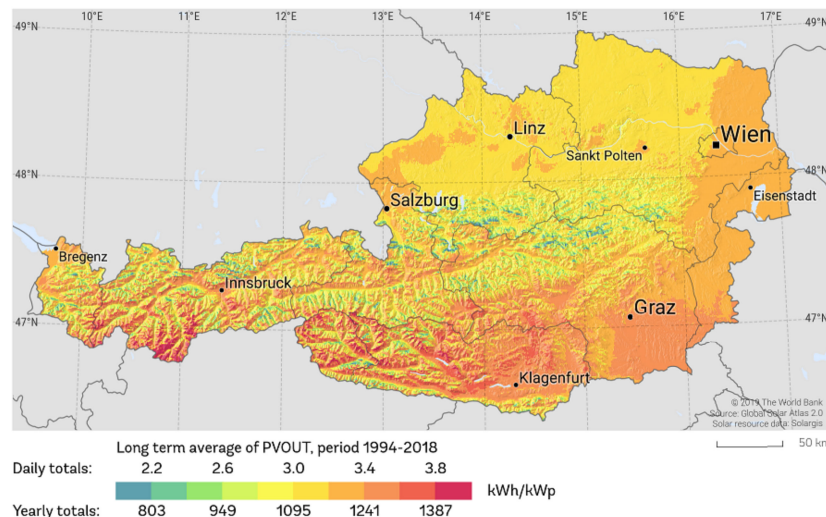 49°N 10°E 11°E 12°E 13°E 14°E 15°E 16°E 17°E 49°N
Linz
Wien
Sankt Polten
48°N 48°N
Eisenstadt
Salzburg
Bregenz
Innsbruck
Graz
47°N 47°N
Klagenfurt
© 2019 The World Bank
Source: Global Solar Atlas 2.0
Solar resource data: Solargis
50 km
Long term average of PVOUT, period 1994-2018
Daily totals: 2.2 2.6 3.0 3.4 3.8
kWh/kWp
Yearly totals: 803 949 1095 1241 1387